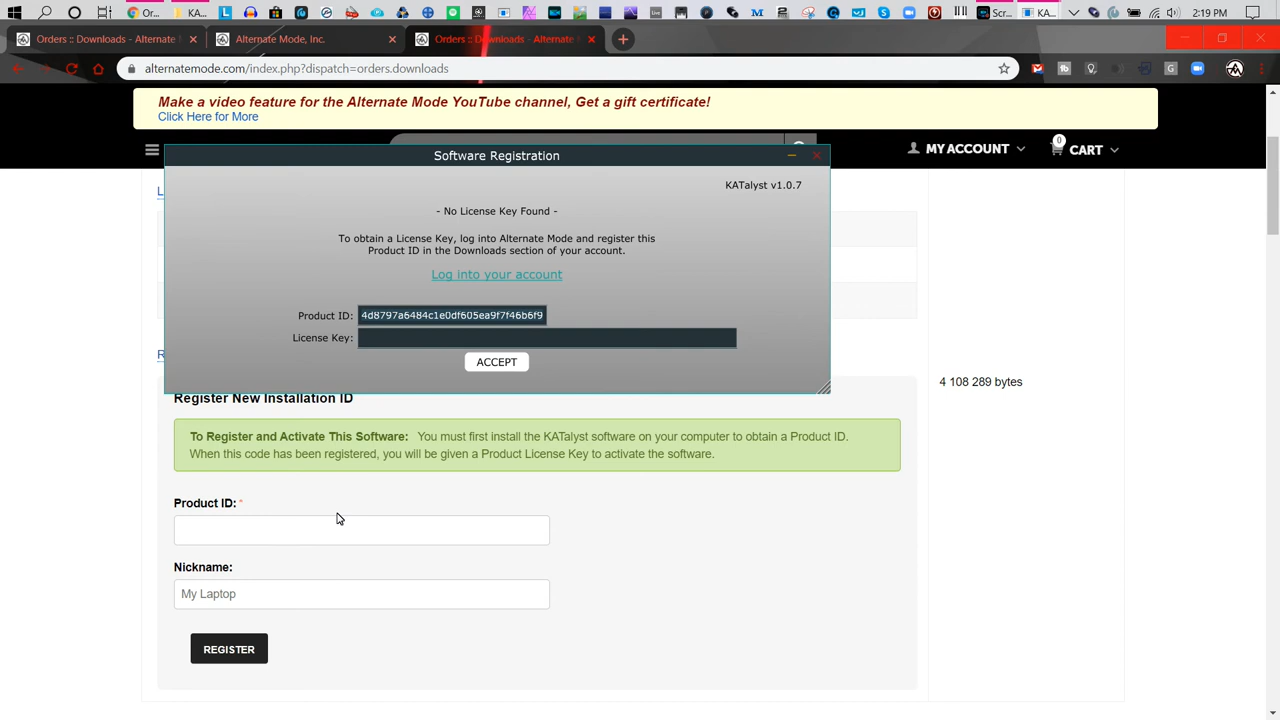 Or...
KA...
Scr...
KA...
2:19 PM
Orders :: Downloads - Alternate
Alternate Mode, Inc.
Orders :: Downloads - Alternate
alternatemode.com/index.php?dispatch=orders.downloads
Make a video feature for the Alternate Mode YouTube channel, Get a gift certificate!
Click Here for More
MY ACCOUNT
0
CART
Software Registration
KATalyst v1.0.7
- No License Key Found -
To obtain a License Key, log into Alternate Mode and register this
Product ID in the Downloads section of your account.
Log into your account
Product ID: 4d8797a6484c1e0df605ea9f7f46b6f9
License Key:
ACCEPT
4 108 289 bytes
Register New Installation ID
To Register and Activate This Software: You must first install the KATalyst software on your computer to obtain a Product ID.
When this code has been registered, you will be given a Product License Key to activate the software.
Product ID: *
Nickname:
My Laptop
REGISTER